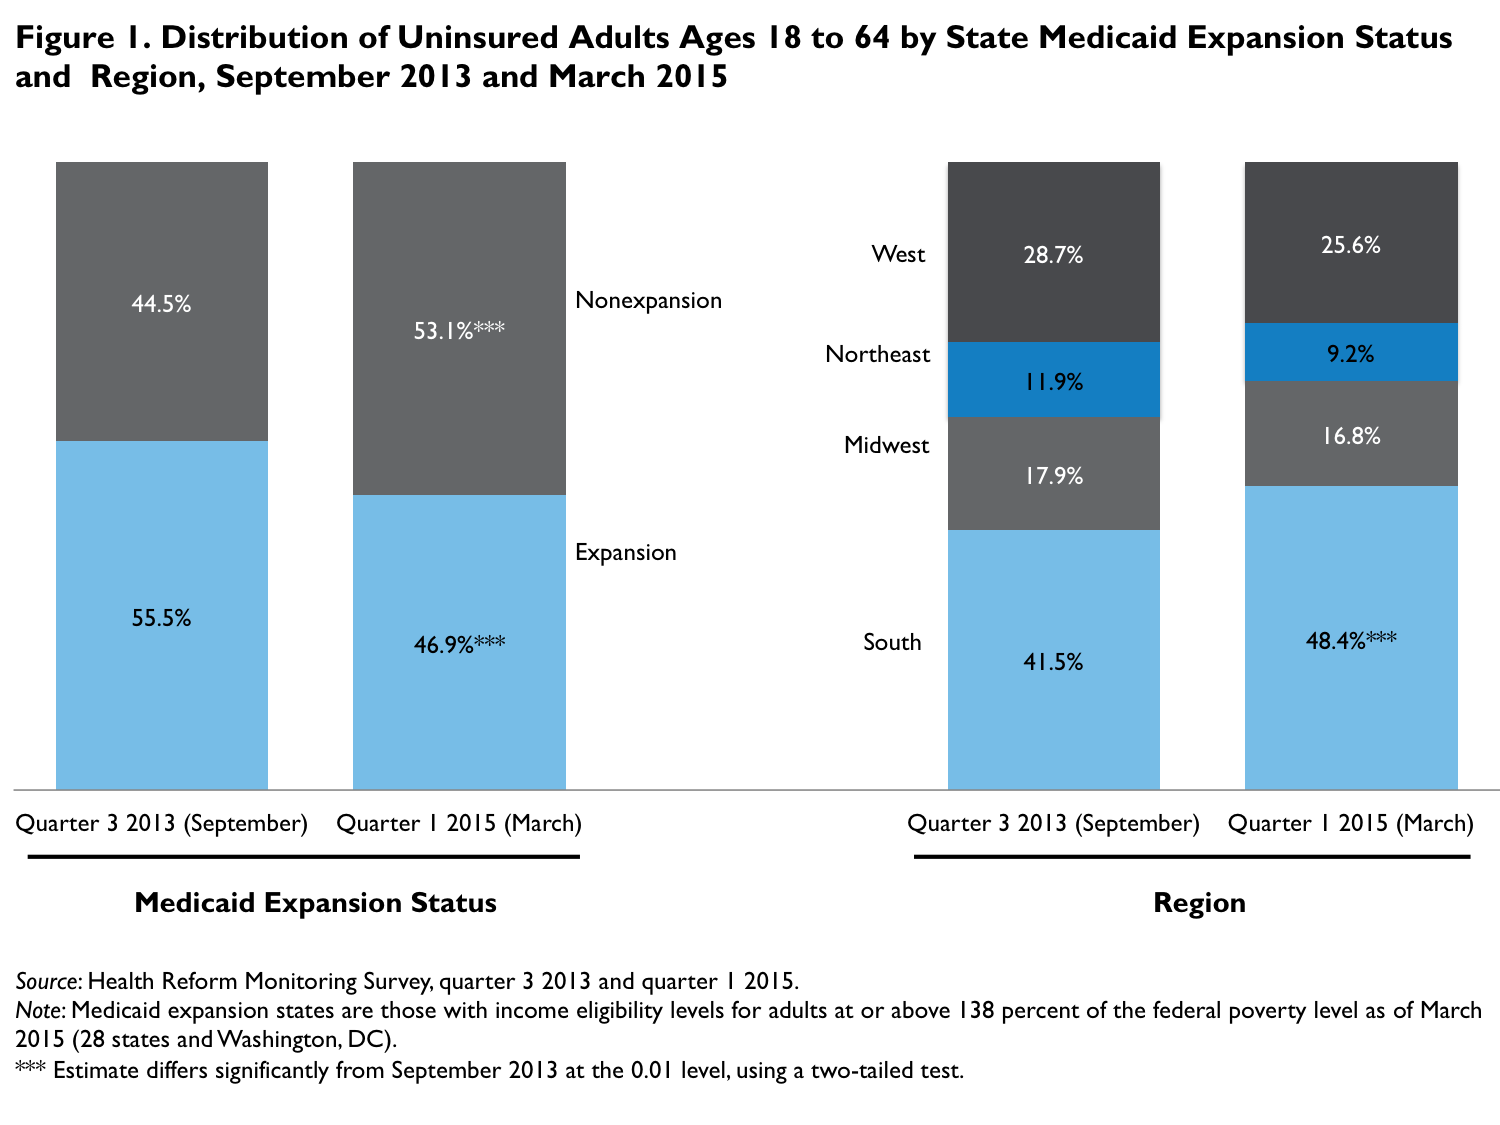 Figure 1. Distribution of Uninsured Adults Ages 18 to 64 by State Medicaid Expansion Status
and Region, September 2013 and March 2015
44.5%
53.1%***
Nonexpansion
Expansion
55.5%
46.9%***
West
28.7%
25.6%
Northeast
11.9%
9.2%
Midwest
17.9%
16.8%
South
41.5%
48.4%***
Quarter 3 2013 (September)
Quarter 1 2015 (March)
Quarter 3 2013 (September)
Quarter 1 2015 (March)
Medicaid Expansion Status
Region
Source: Health Reform Monitoring Survey, quarter 3 2013 and quarter 1 2015.
Note: Medicaid expansion states are those with income eligibility levels for adults at or above 138 percent of the federal poverty level as of March
2015 (28 states and Washington, DC).
*** Estimate differs significantly from September 2013 at the 0.01 level, using a two-tailed test.